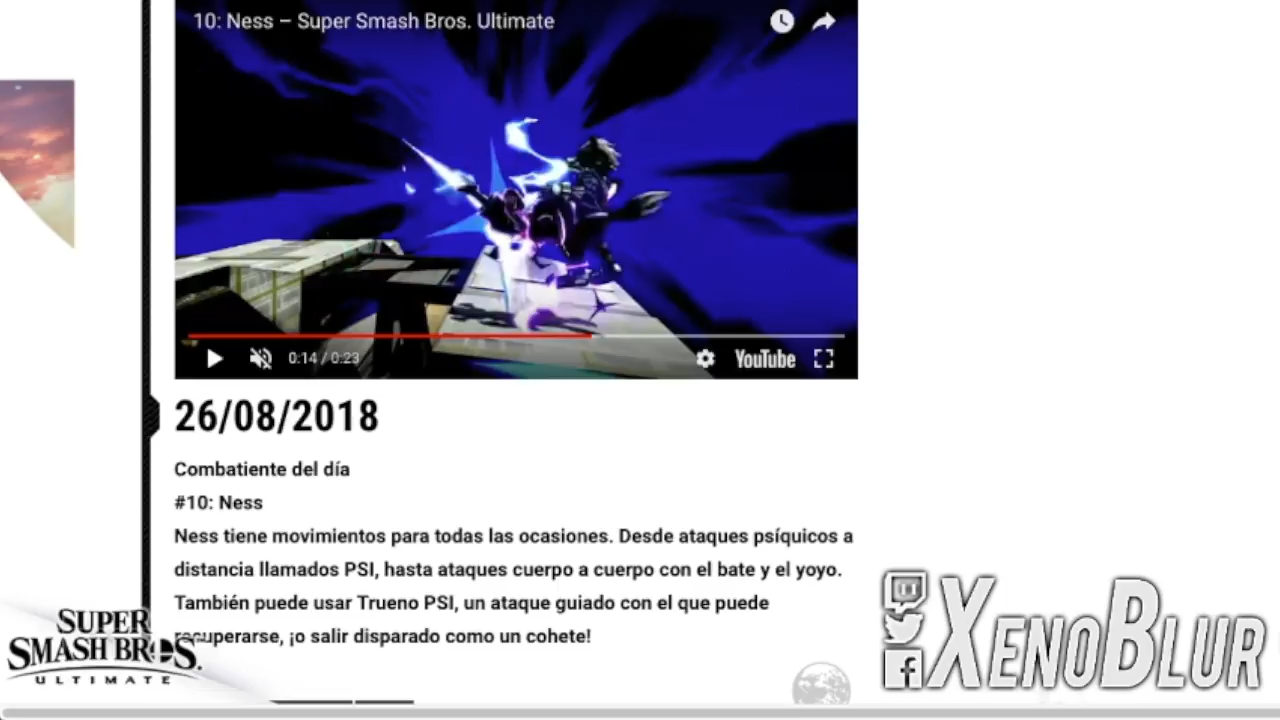 10: Ness – Super Smash Bros. Ultimate
0:14 / 0:23
YouTube
26/08/2018
Combatiente del día
#10: Ness
Ness tiene movimientos para todas las ocasiones. Desde ataques psíquicos a
distancia llamados PSI, hasta ataques cuerpo a cuerpo con el bate y el yoyo.
También puede usar Trueno PSI, un ataque guiado con el que puede
recuperarse, ¡o salir disparado como un cohete!
SUPER
SMASH BROS.
ULTIMATE
XENOBLUR